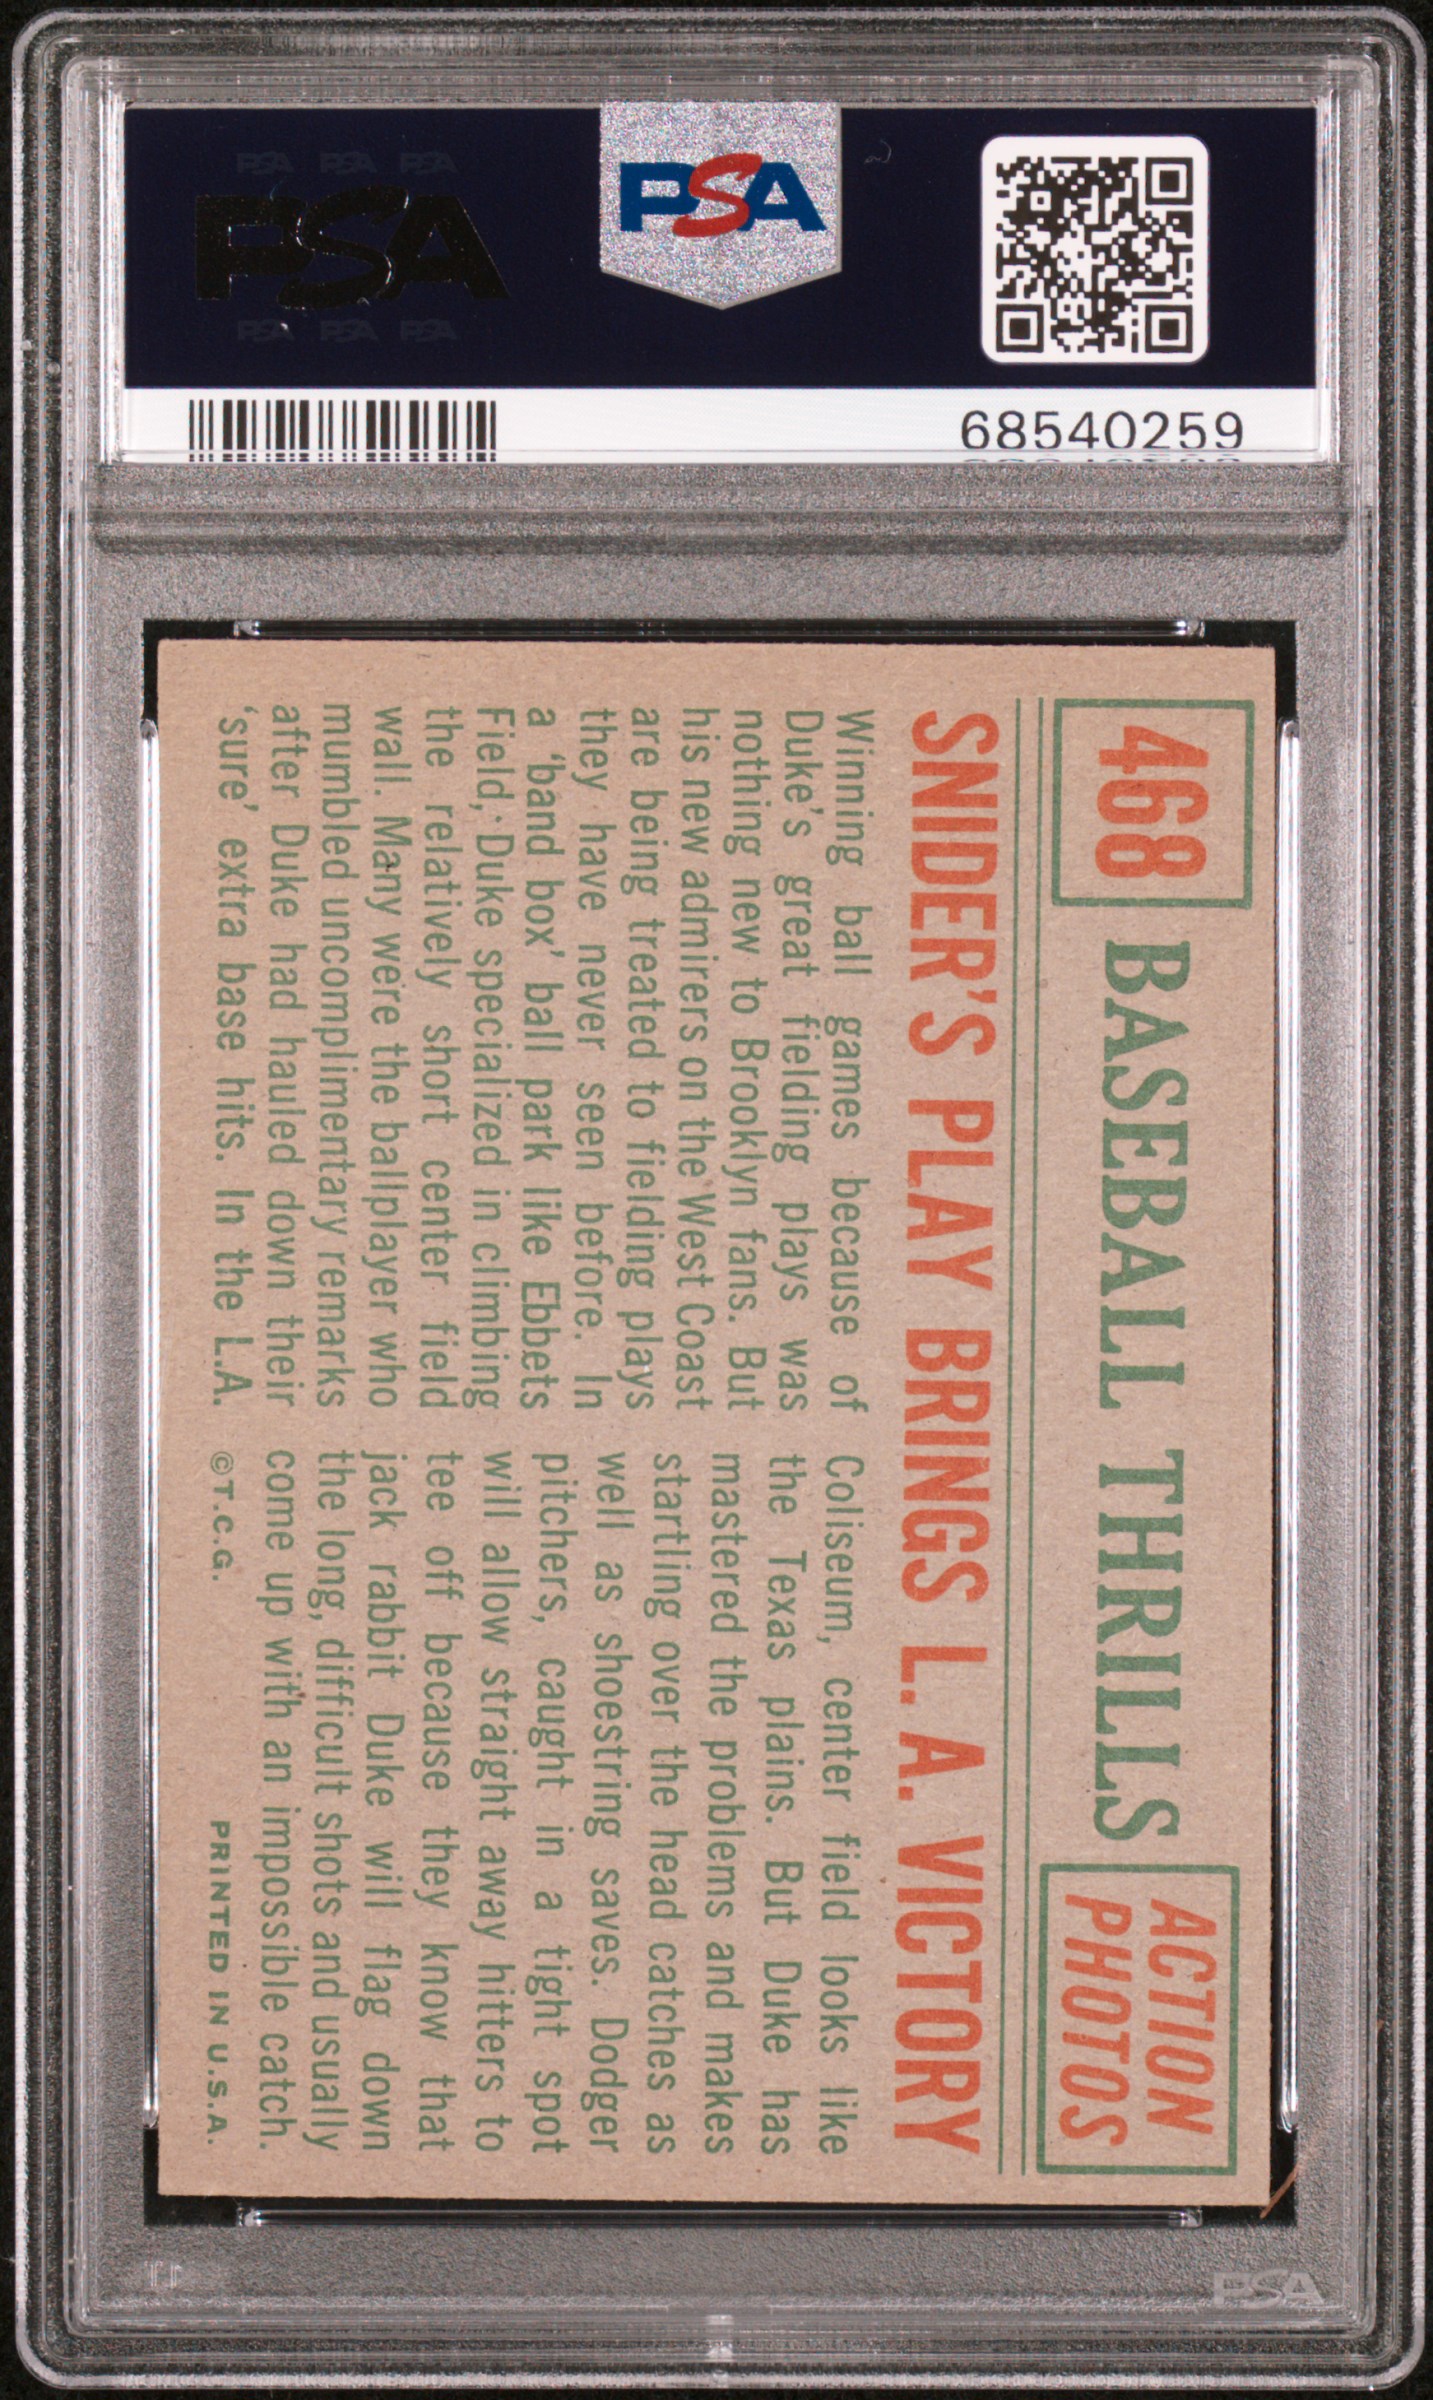 PSA PSA PSA
PSA
PSA PSA PSA
PSA
68540259
468 BASEBALL THRILLS
ACTION
PHOTOS
SNIDER'S PLAY BRINGS L. A. VICTORY
Winning ball games because of
Duke's great fielding plays was
nothing new to Brooklyn fans. But
his new admirers on the West Coast
are being treated to fielding plays
they have never seen before. In
a 'band box' ball park like Ebbets
Field, Duke specialized in climbing
the relatively short center field
wall. Many were the ballplayer who
mumbled uncomplimentary remarks
after Duke had hauled down their
'sure' extra base hits. In the L.A.
Coliseum, center field looks like
the Texas plains. But Duke has
mastered the problems and makes
startling over the head catches as
well as shoestring saves. Dodger
pitchers, caught in a tight spot
will allow straight away hitters to
tee off because they know that
jack rabbit Duke will flag down
the long, difficult shots and usually
come up with an impossible catch.
©T.C.G. PRINTED IN U.S.A.
PSA